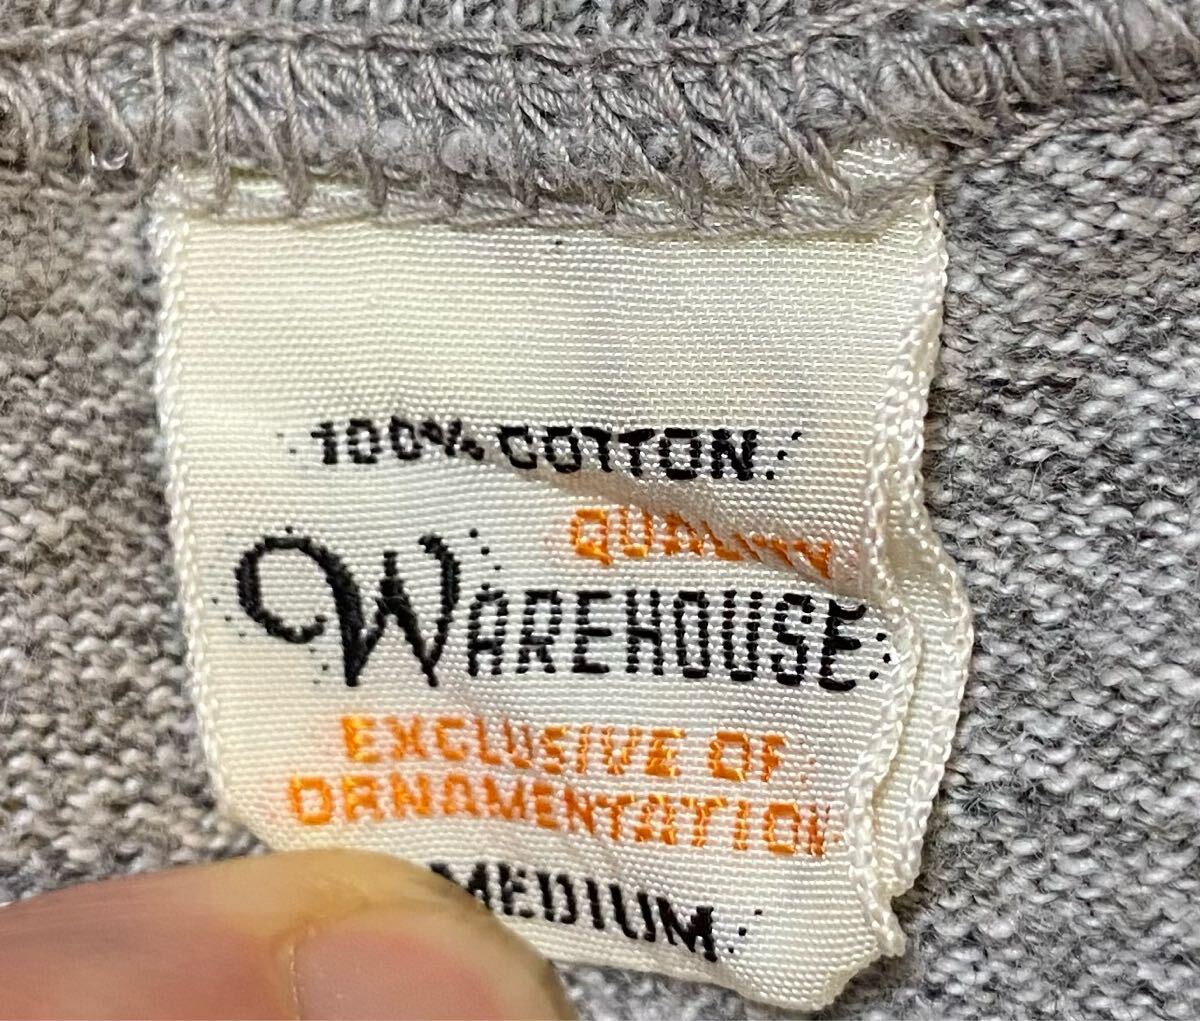 100% COTTON
QUALITY
WAREHOUSE
EXCLUSIVE OF
ORNAMENTATION
MEDIUM